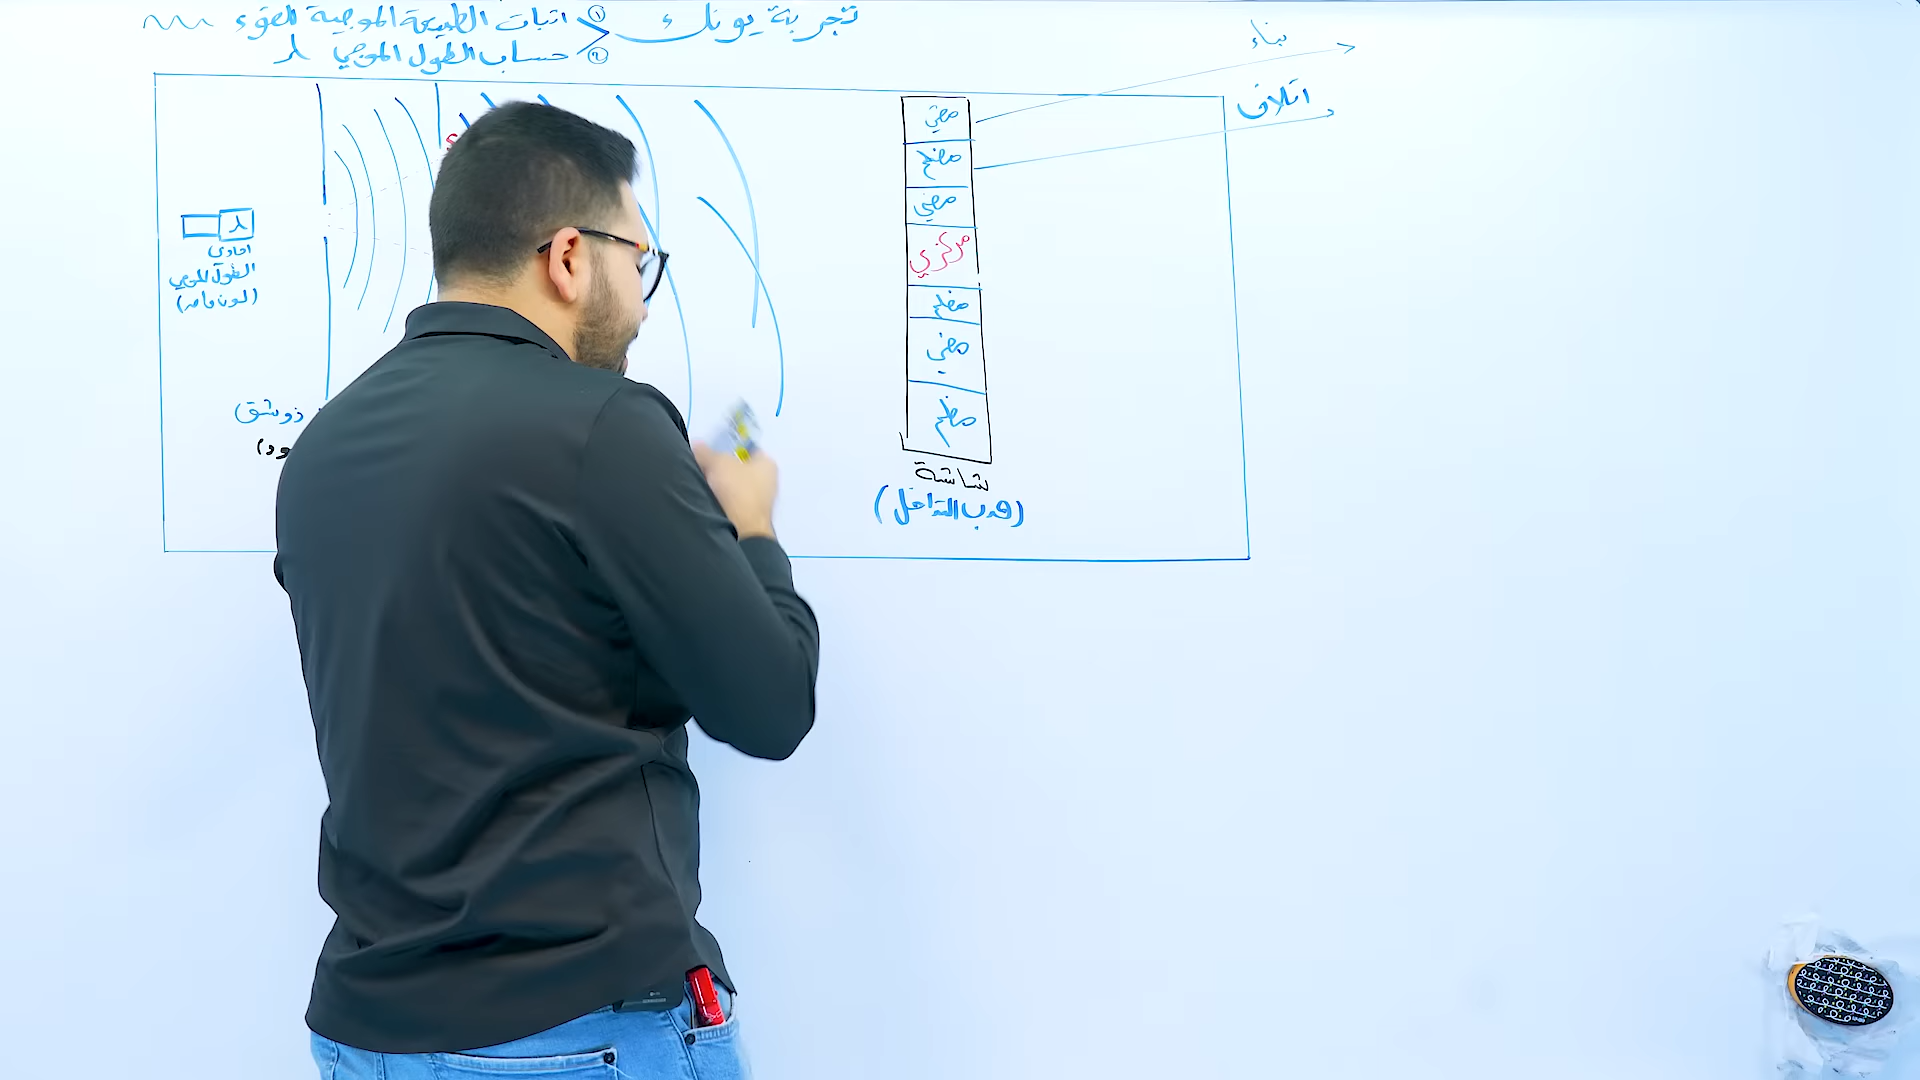 تجربة يونك
① اثبات الطبيعة الموجية للضوء
② حساب الطول الموجي λ
بناء
اتلاف
مضيء
مظلم
مضيء
مركزي
مظلم
مضيء
مظلم
شاشة
(هدب التداخل)
λ
احادي
الطول الموجي
ذو شق